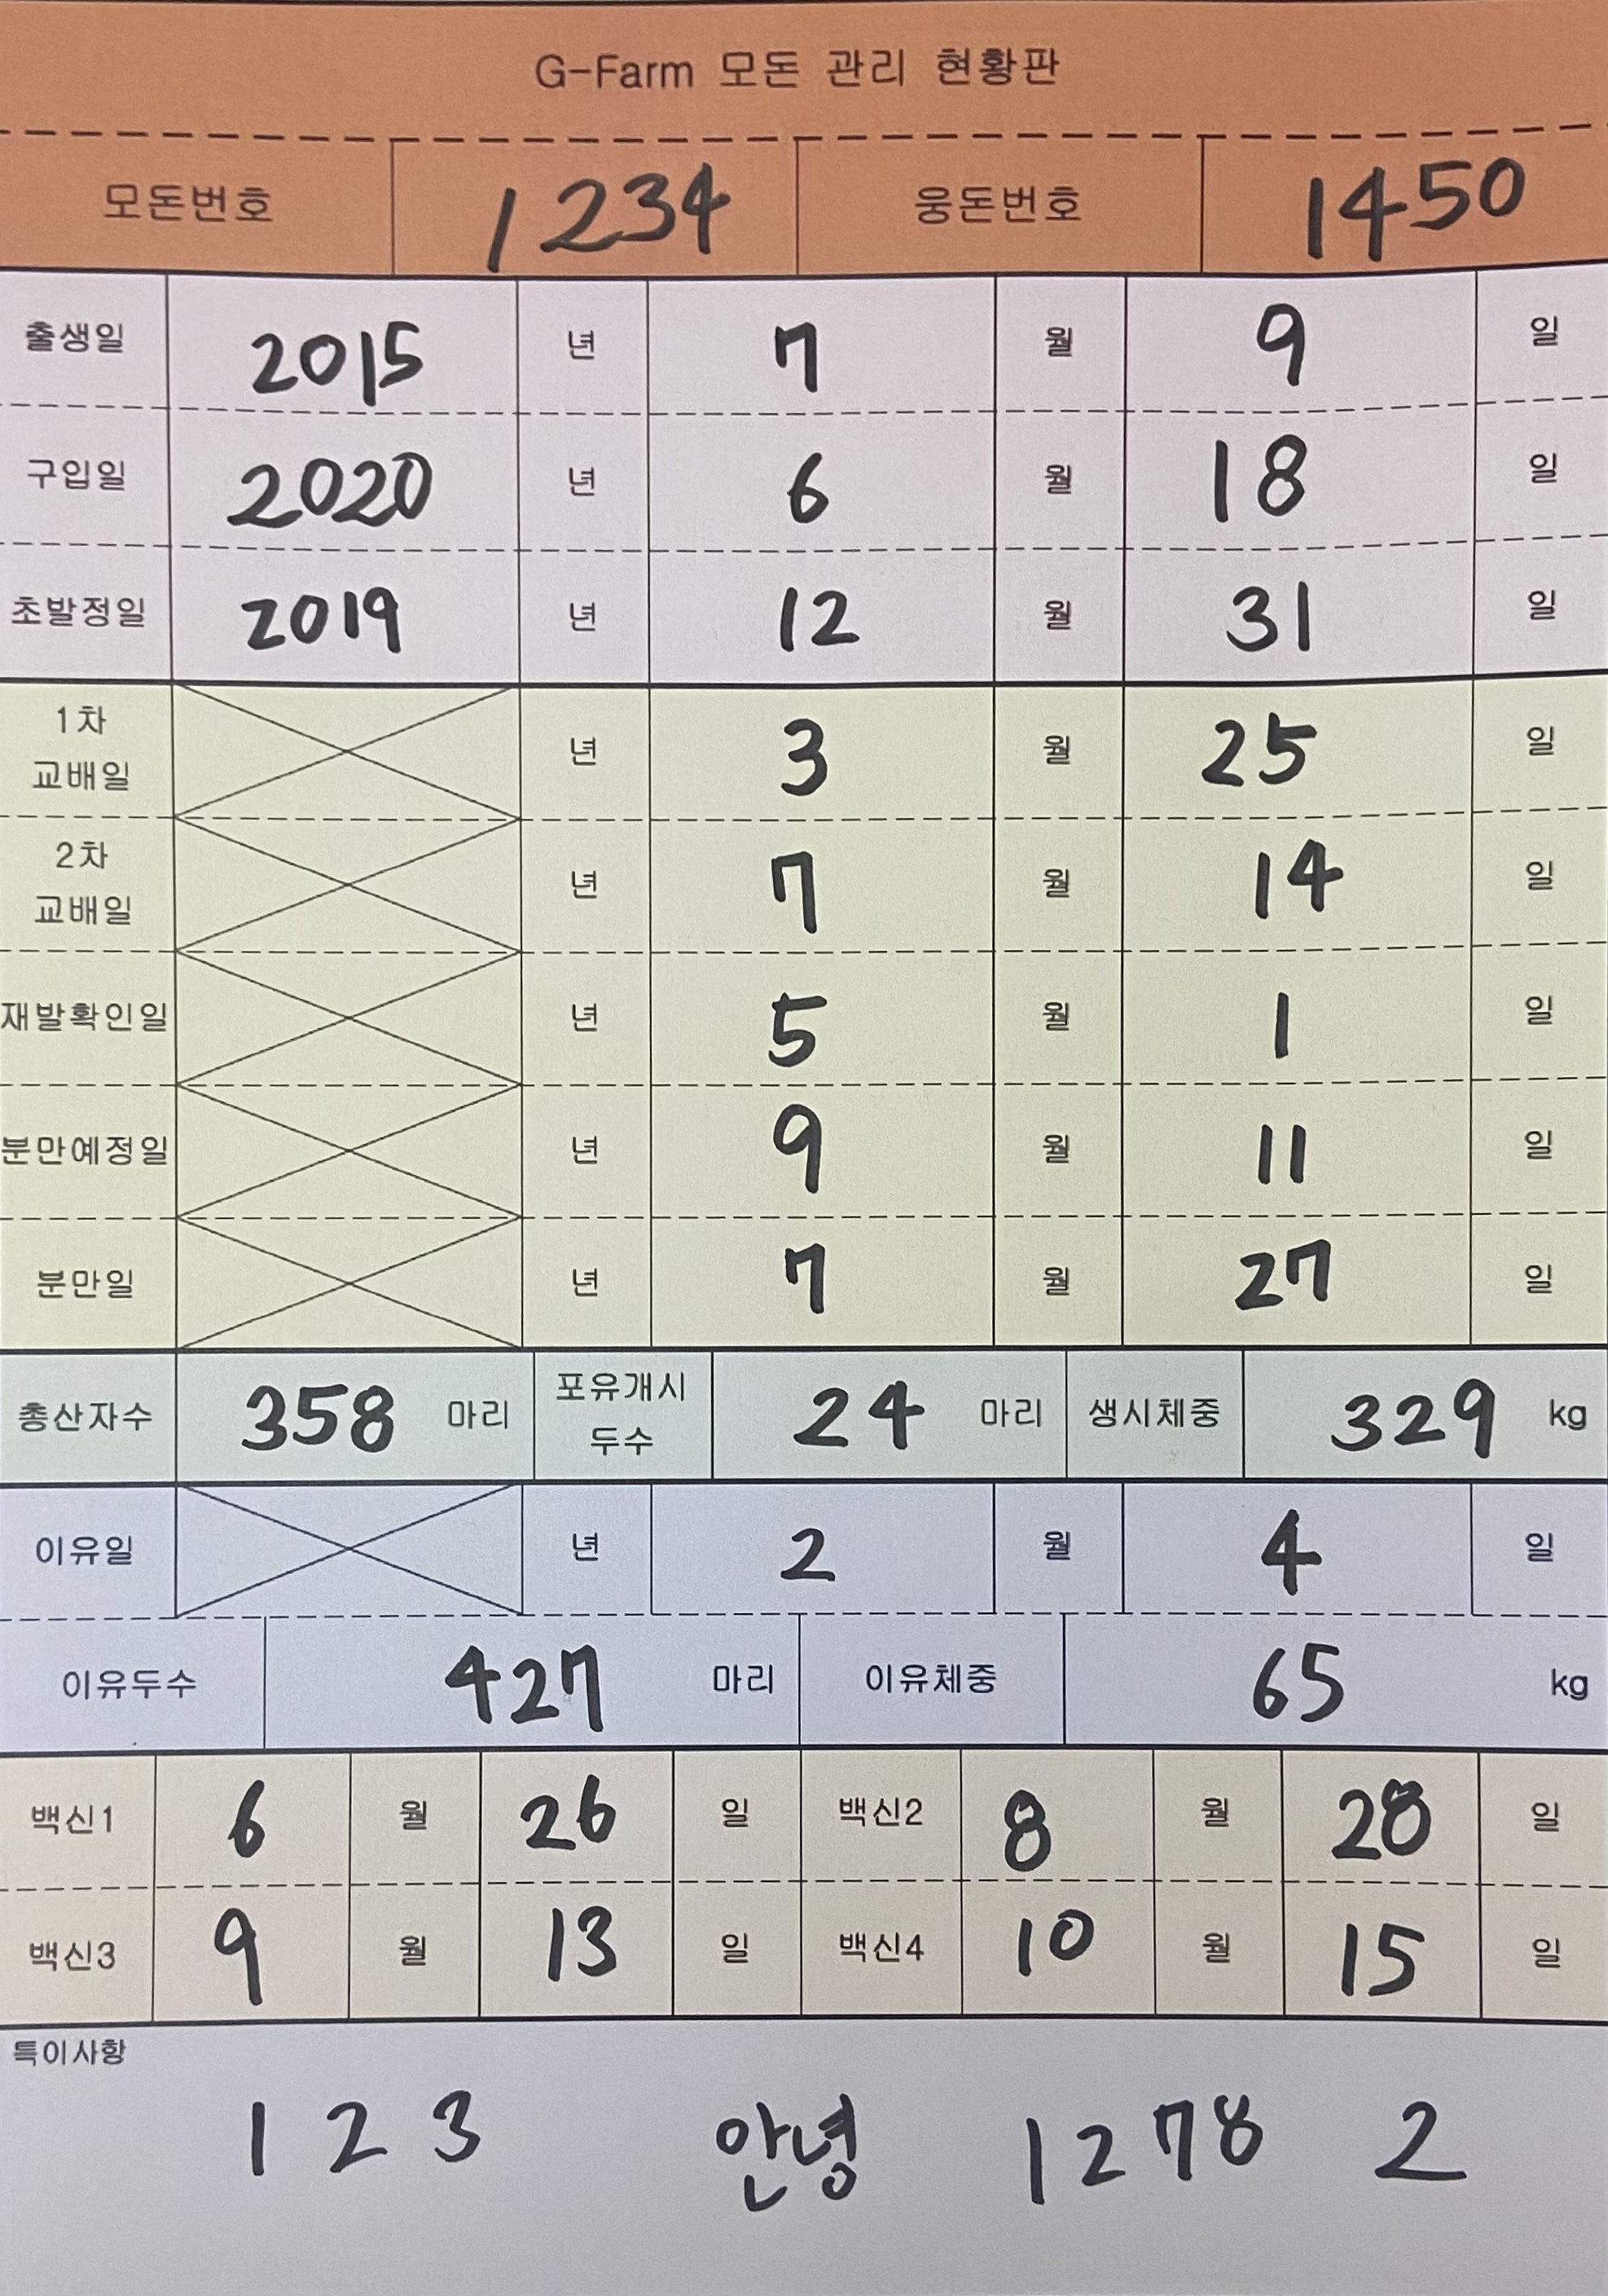 G-Farm 모돈 관리 현황판
모돈번호 1234 웅돈번호 1450
출생일 2015 년 7 월 9 일
구입일 2020 년 6 월 18 일
초발정일 2019 년 12 월 31 일
1차
교배일 년 3 월 25 일
2차
교배일 년 7 월 14 일
재발확인일 년 5 월 1 일
분만예정일 년 9 월 11 일
분만일 년 7 월 27 일
총산자수 358 마리 포유개시
두수 24 마리 생시체중 329 kg
이유일 년 2 월 4 일
이유두수 427 마리 이유체중 65 kg
백신1 6 월 26 일 백신2 8 월 28 일
백신3 9 월 13 일 백신4 10 월 15 일
특이사항
1 2 3 안녕 1278 2